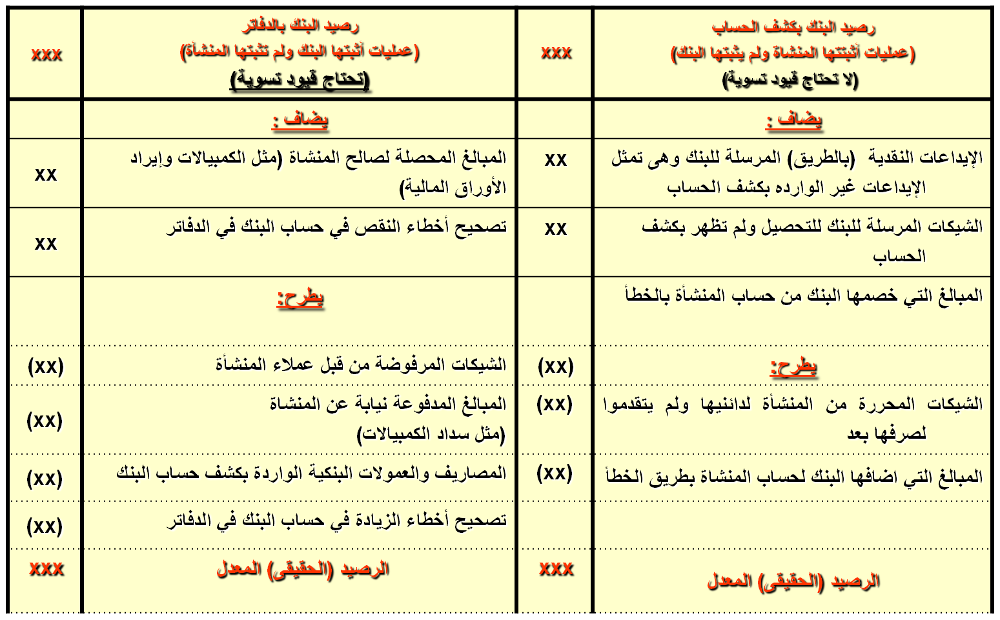 رصيد البنك بكشف الحساب
(عمليات أثبتتها المنشاة ولم يثبتها البنك)
(لا تحتاج قيود تسوية)
xxx
رصيد البنك بالدفاتر
(عمليات أثبتها البنك ولم تثبتها المنشأة)
(تحتاج قيود تسوية)
xxx
يضاف :
يضاف :
الإيداعات النقدية (بالطريق) المرسلة للبنك وهى تمثل
الإيداعات غير الوارده بكشف الحساب
xx
المبالغ المحصلة لصالح المنشاة (مثل الكمبيالات وإيراد
الأوراق المالية)
xx
الشيكات المرسلة للبنك للتحصيل ولم تظهر بكشف
الحساب
xx
تصحيح أخطاء النقص في حساب البنك في الدفاتر
xx
المبالغ التي خصمها البنك من حساب المنشأة بالخطأ
يطرح:
يطرح:
(xx)
الشيكات المرفوضة من قبل عملاء المنشأة
(xx)
الشيكات المحررة من المنشأة لدائنيها ولم يتقدموا
لصرفها بعد
(xx)
المبالغ المدفوعة نيابة عن المنشاة
(مثل سداد الكمبيالات)
(xx)
المبالغ التي اضافها البنك لحساب المنشاة بطريق الخطأ
(xx)
المصاريف والعمولات البنكية الواردة بكشف حساب البنك
(xx)
تصحيح أخطاء الزيادة في حساب البنك في الدفاتر
(xx)
الرصيد (الحقيقى) المعدل
xxx
الرصيد (الحقيقى) المعدل
xxx